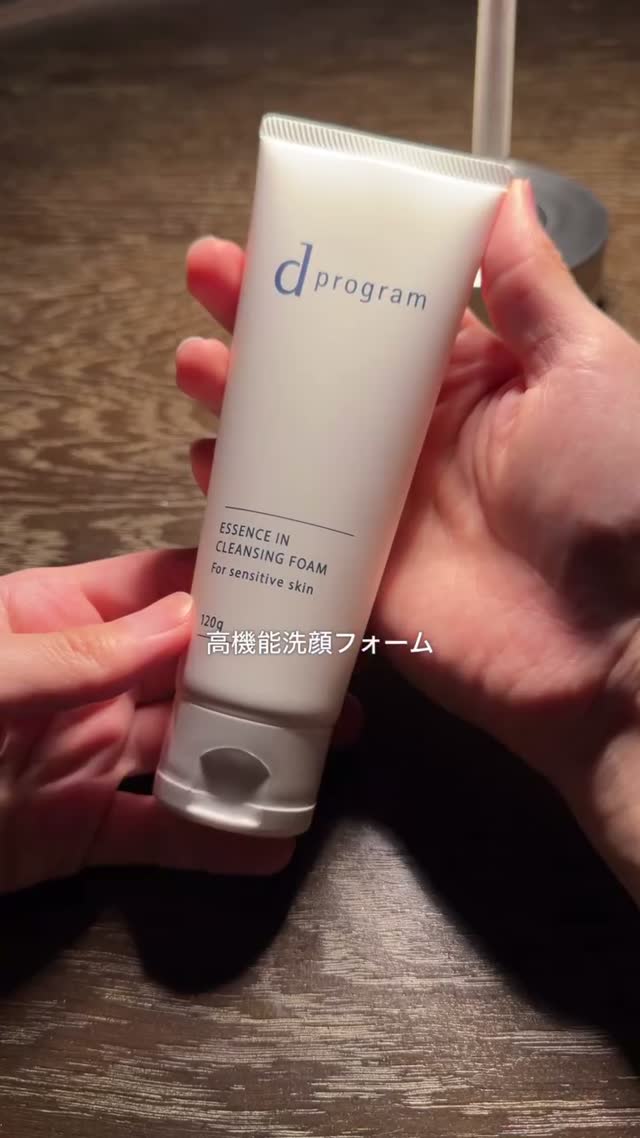 d program
ESSENCE IN
CLEANSING FOAM
For sensitive skin
120g
高機能洗顔フォーム